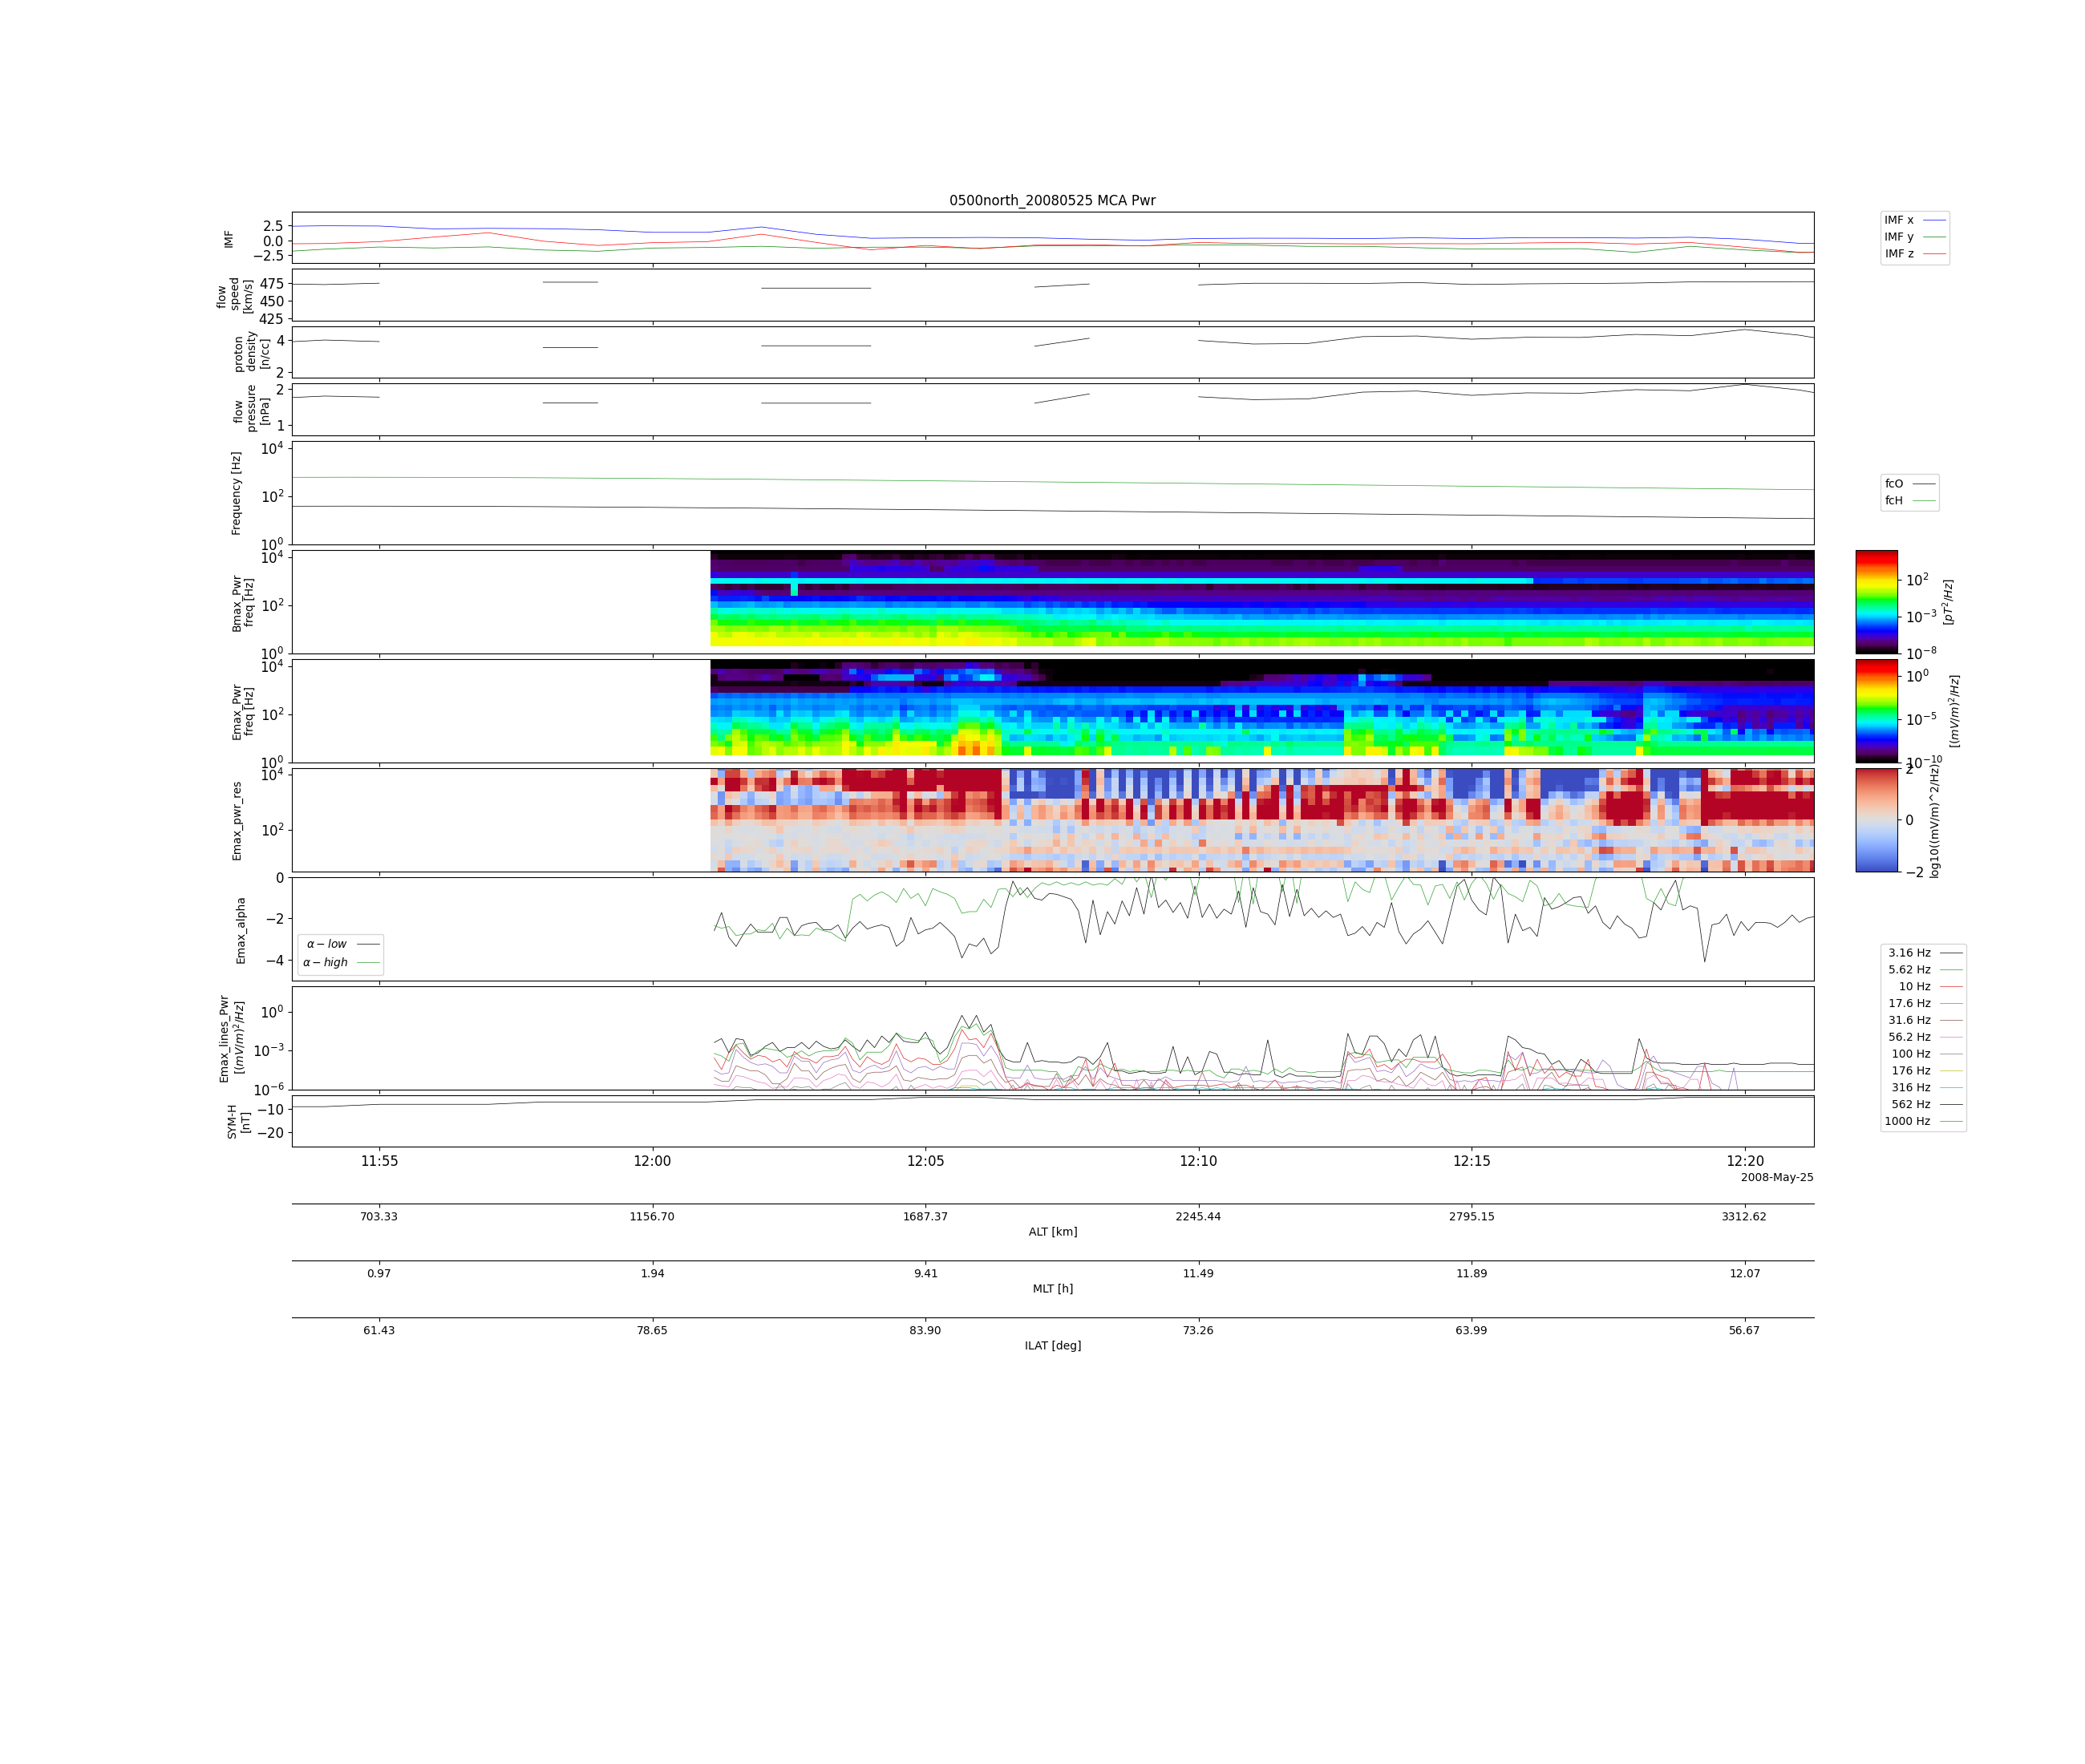 0500north_20080525 MCA Pwr
IMF
2.5
0.0
−2.5
IMF x
IMF y
IMF z
flow
speed
[km/s]
475
450
425
proton
density
[n/cc]
4
2
flow
pressure
[nPa]
2
1
Frequency [Hz]
10^4
10^2
10^0
fcO
fcH
Bmax_Pwr
freq [Hz]
10^4
10^2
10^0
10^2
10^−3
10^−8
[pT^2/Hz]
Emax_Pwr
freq [Hz]
10^4
10^2
10^0
10^0
10^−5
10^−10
[(mV/m)^2/Hz]
Emax_pwr_res
10^4
10^2
2
0
−2
log10((mV/m)^2/Hz)
Emax_alpha
0
−2
−4
α − low
α − high
Emax_lines_Pwr
[(mV/m)^2/Hz]
10^0
10^−3
10^−6
3.16 Hz
5.62 Hz
10 Hz
17.6 Hz
31.6 Hz
56.2 Hz
100 Hz
176 Hz
316 Hz
562 Hz
1000 Hz
SYM-H
[nT]
−10
−20
11:55 12:00 12:05 12:10 12:15 12:20
2008-May-25
703.33 1156.70 1687.37 2245.44 2795.15 3312.62
ALT [km]
0.97 1.94 9.41 11.49 11.89 12.07
MLT [h]
61.43 78.65 83.90 73.26 63.99 56.67
ILAT [deg]